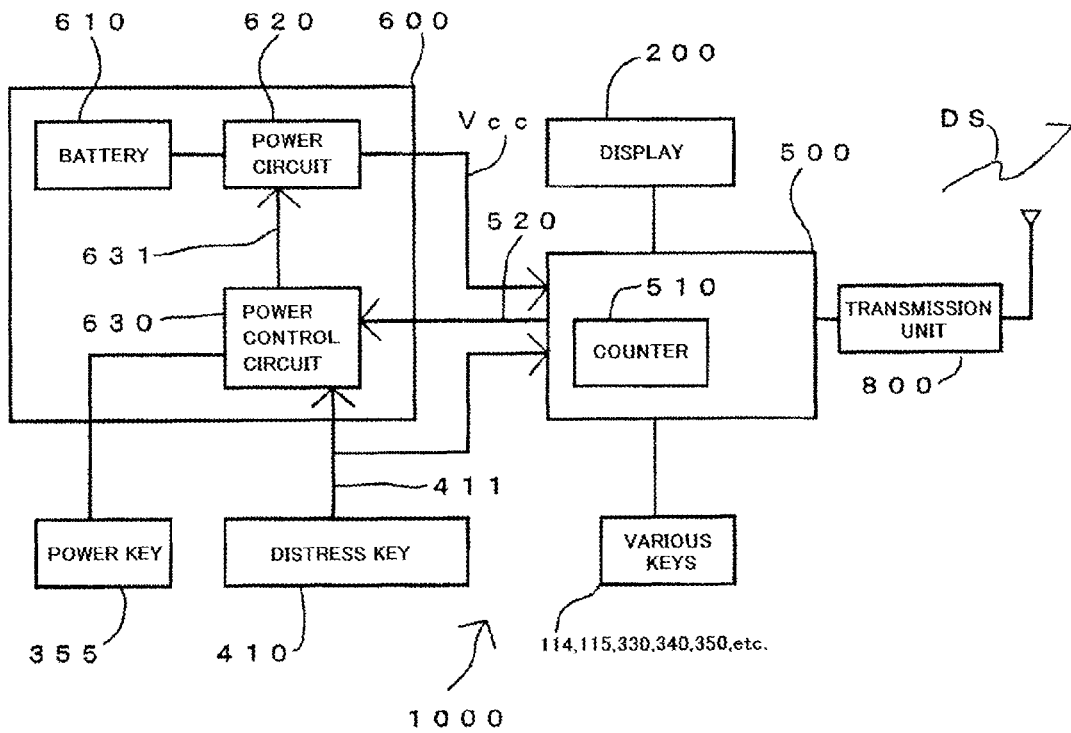 610
620
600
200
Vcc
DS
BATTERY
POWER
CIRCUIT
DISPLAY
500
520
631
510
630
POWER
CONTROL
CIRCUIT
COUNTER
TRANSMISSION
UNIT
800
411
POWER KEY
DISTRESS KEY
VARIOUS
KEYS
355
410
114,115,330,340,350,etc.
1000